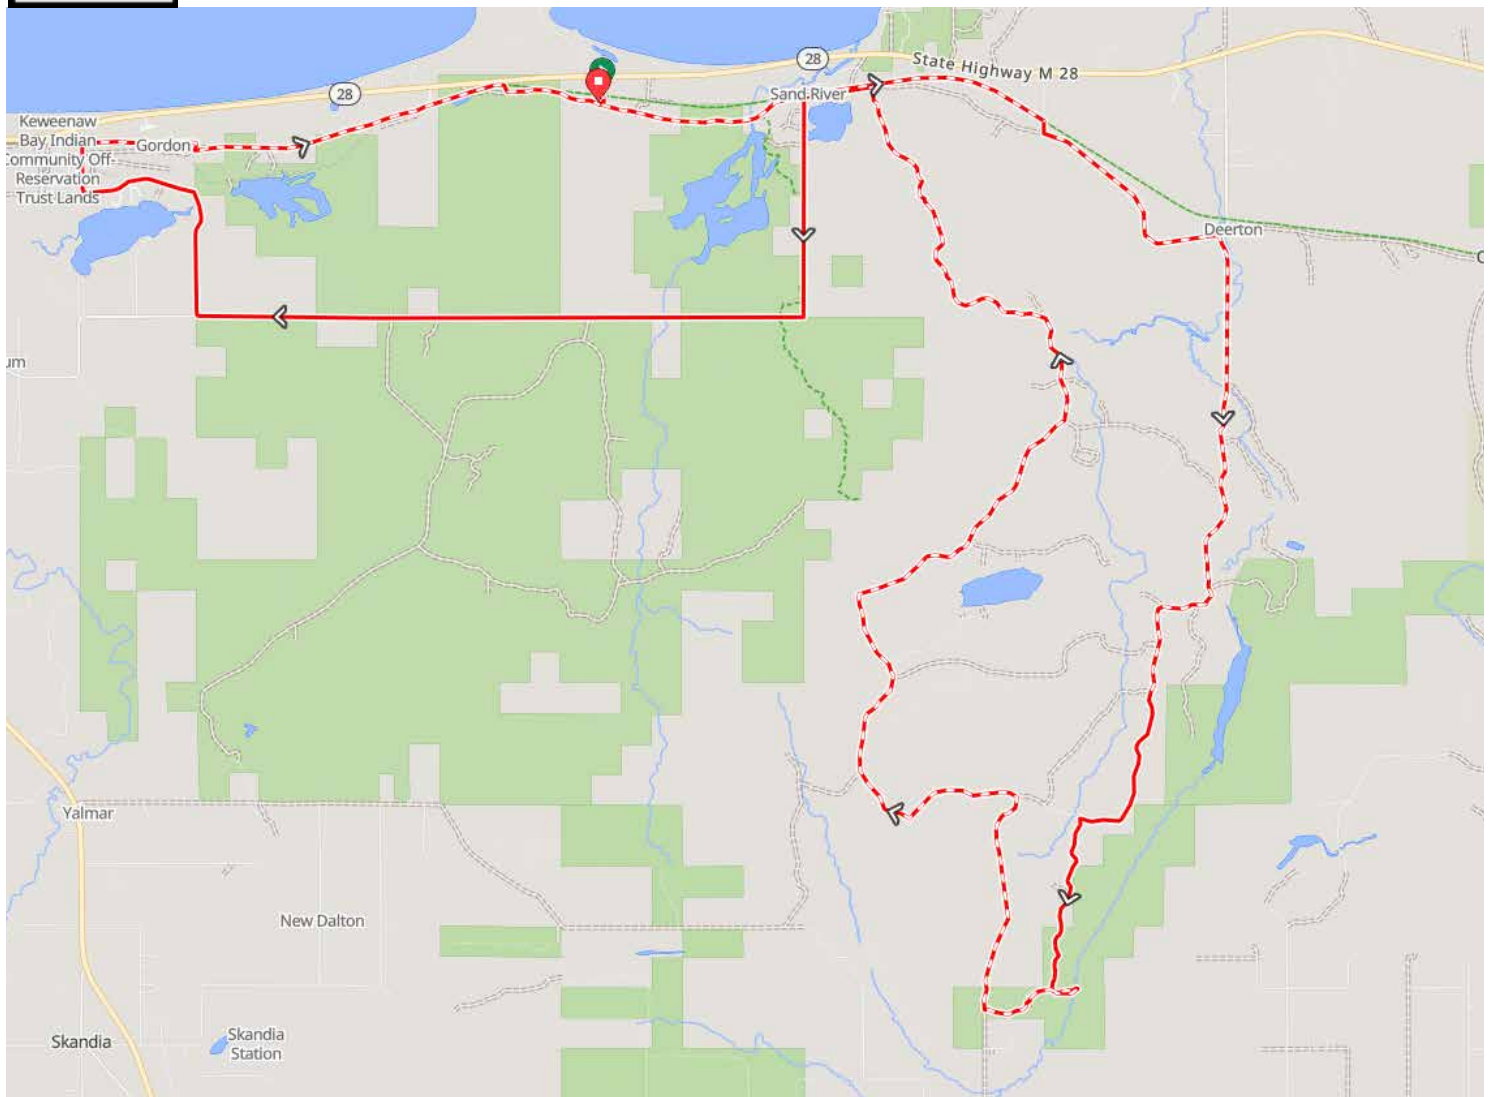 28
State Highway M 28
28
Sand River
Keweenaw
Bay Indian
Community Off-
Reservation
Trust Lands
Gordon
Deerton
um
Yalmar
New Dalton
Skandia
Skandia
Station